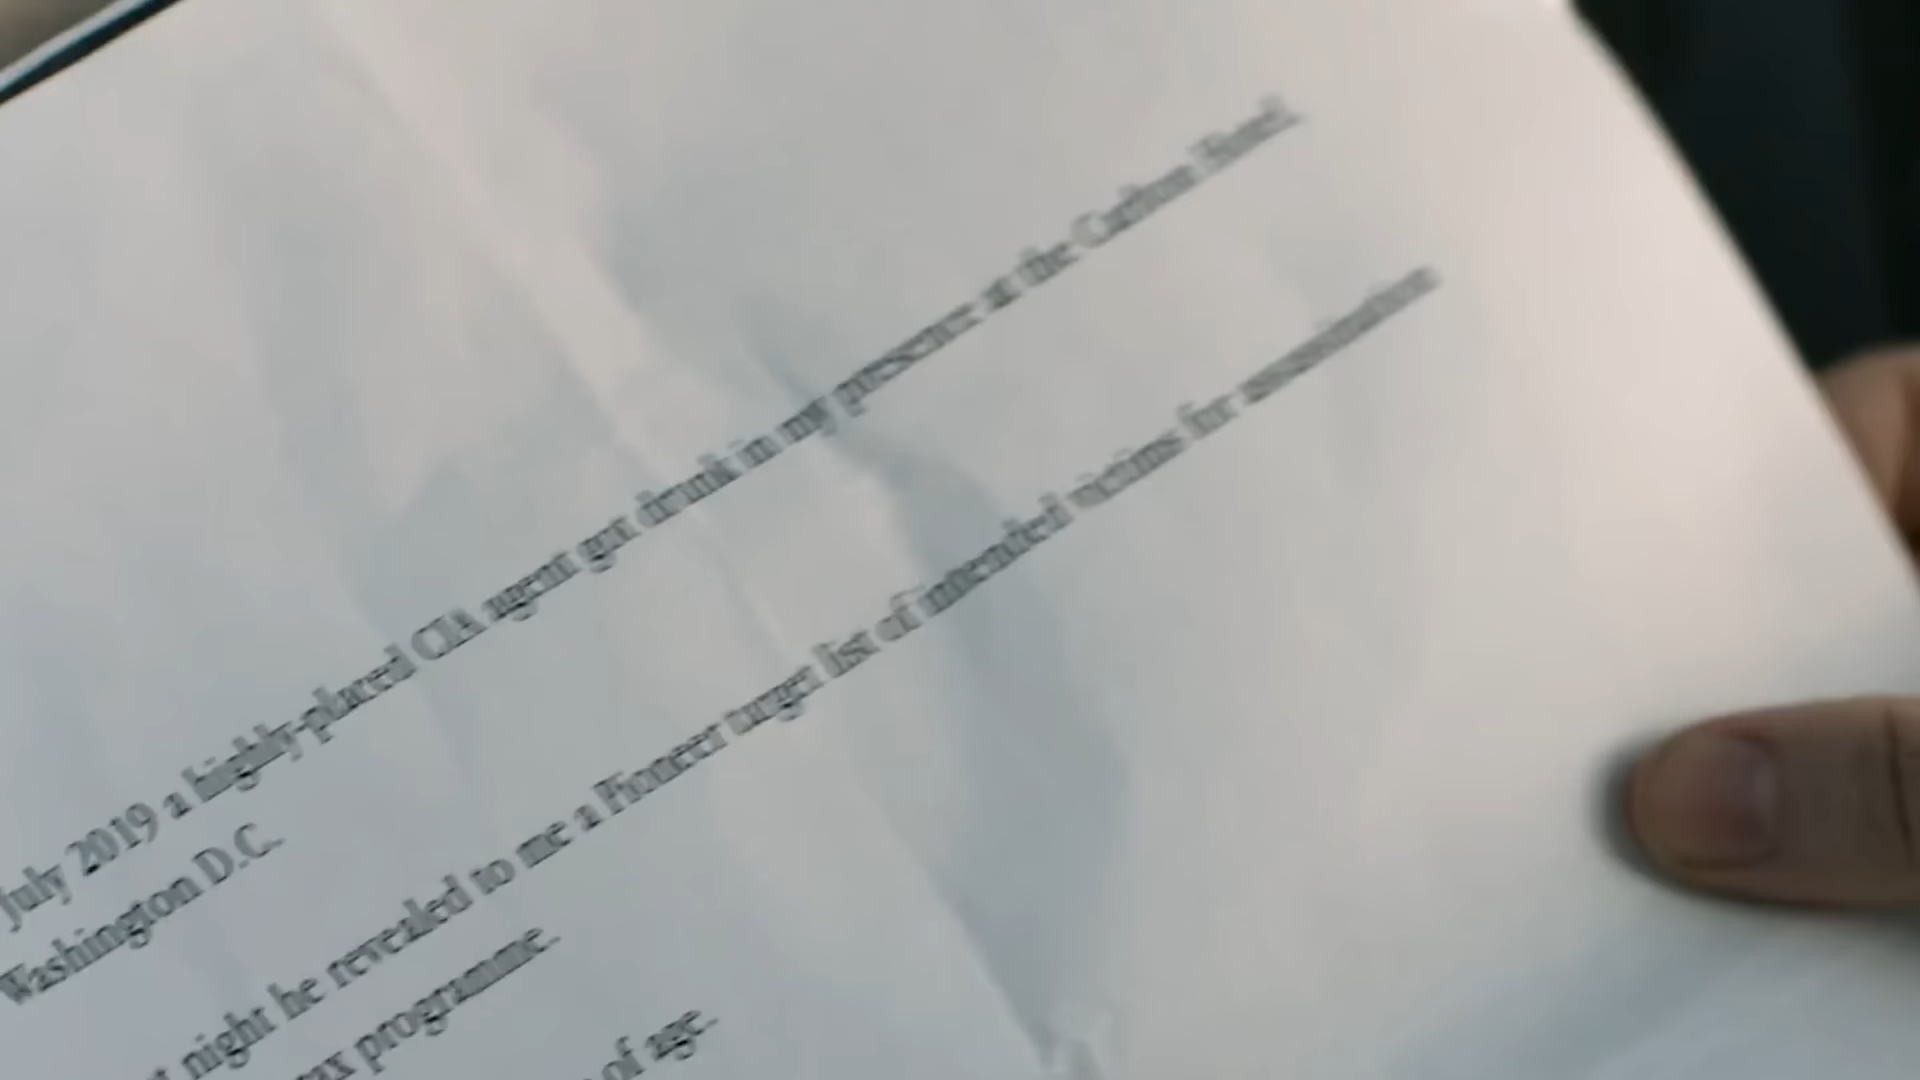 July 2019 a highly-placed CIA agent got drunk in my presence at the Carlton Hotel,
Washington D.C.
night he revealed to me a Pioneer target list of intended victims for assassination
programme.
of age.